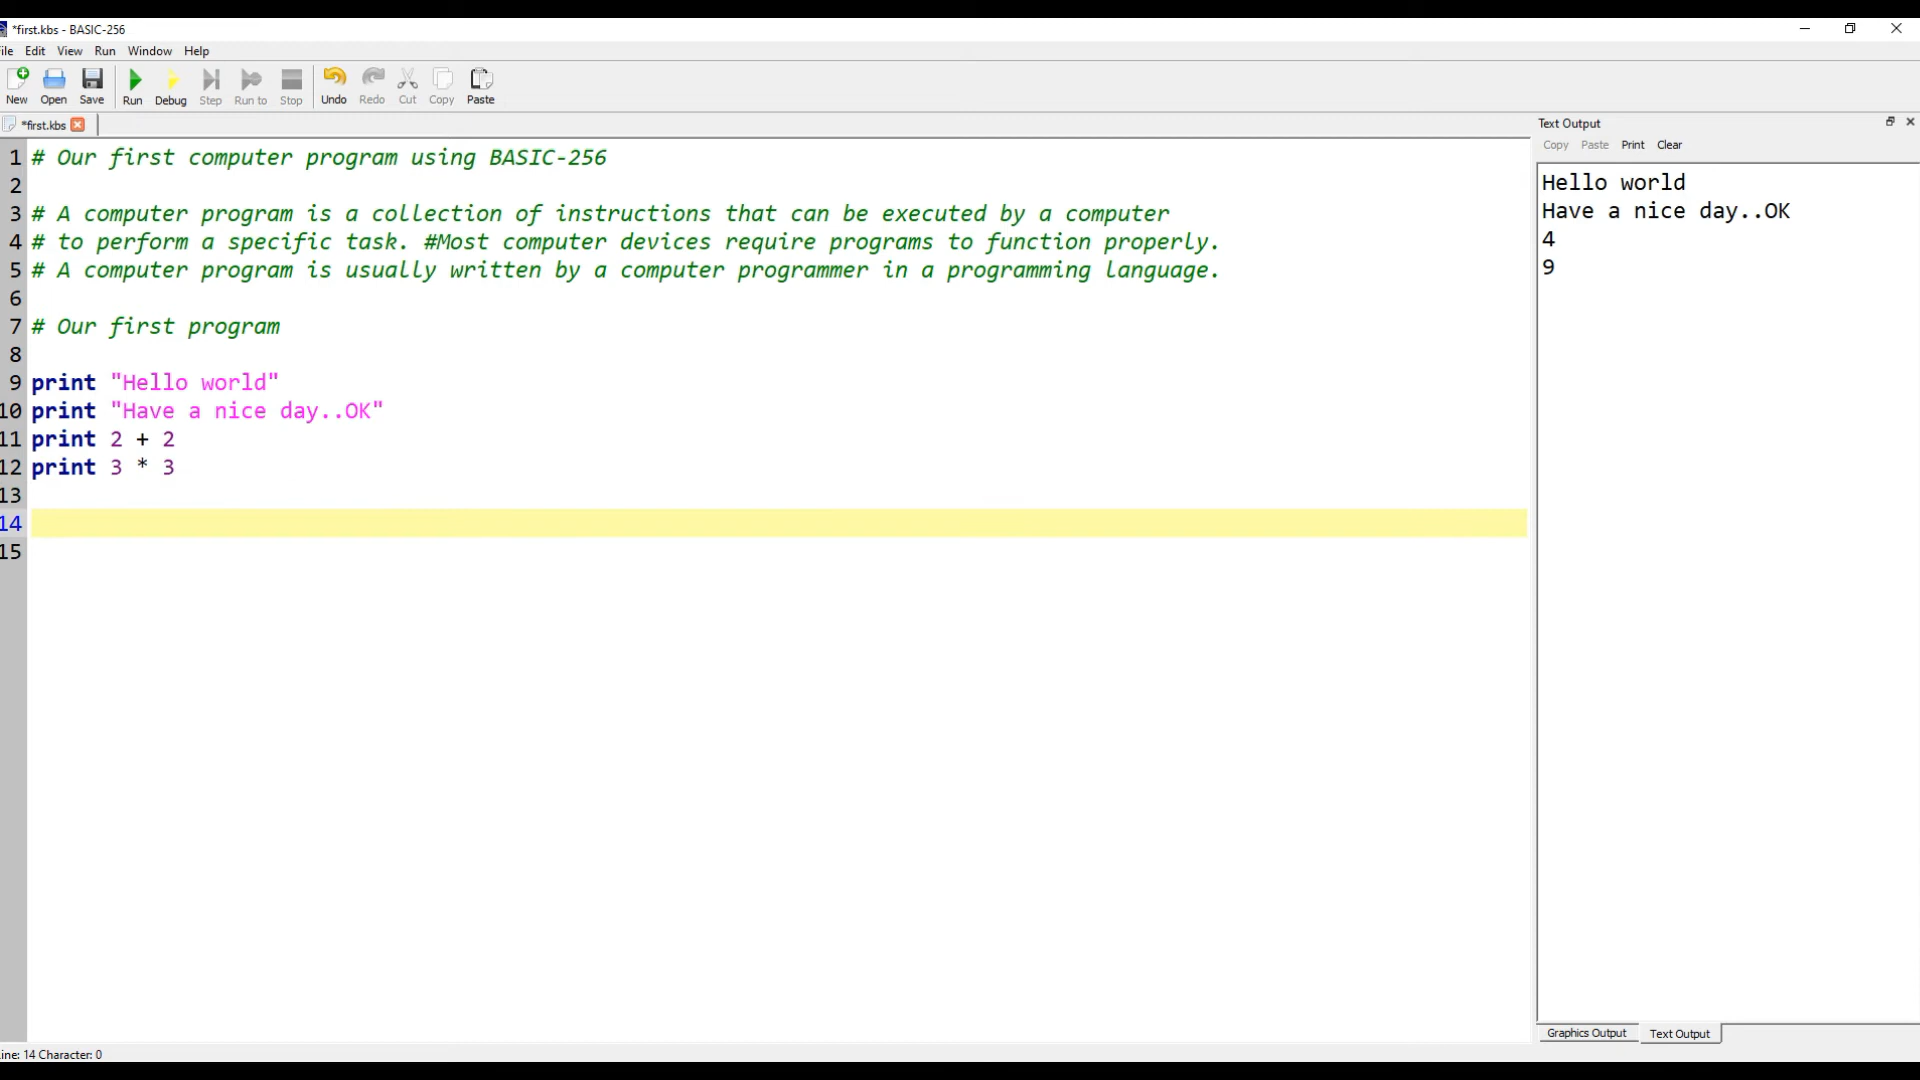 *first.kbs - BASIC-256
ile Edit View Run Window Help
New Open Save Run Debug Step Run to Stop Undo Redo Cut Copy Paste
*first.kbs
Text Output
Copy Paste Print Clear
1 # Our first computer program using BASIC-256
2
3 # A computer program is a collection of instructions that can be executed by a computer
4 # to perform a specific task. #Most computer devices require programs to function properly.
5 # A computer program is usually written by a computer programmer in a programming language.
6
7 # Our first program
8
9 print "Hello world"
10 print "Have a nice day..OK"
11 print 2 + 2
12 print 3 * 3
13
14
15
Hello world
Have a nice day..OK
4
9
Graphics Output Text Output
ine: 14 Character: 0